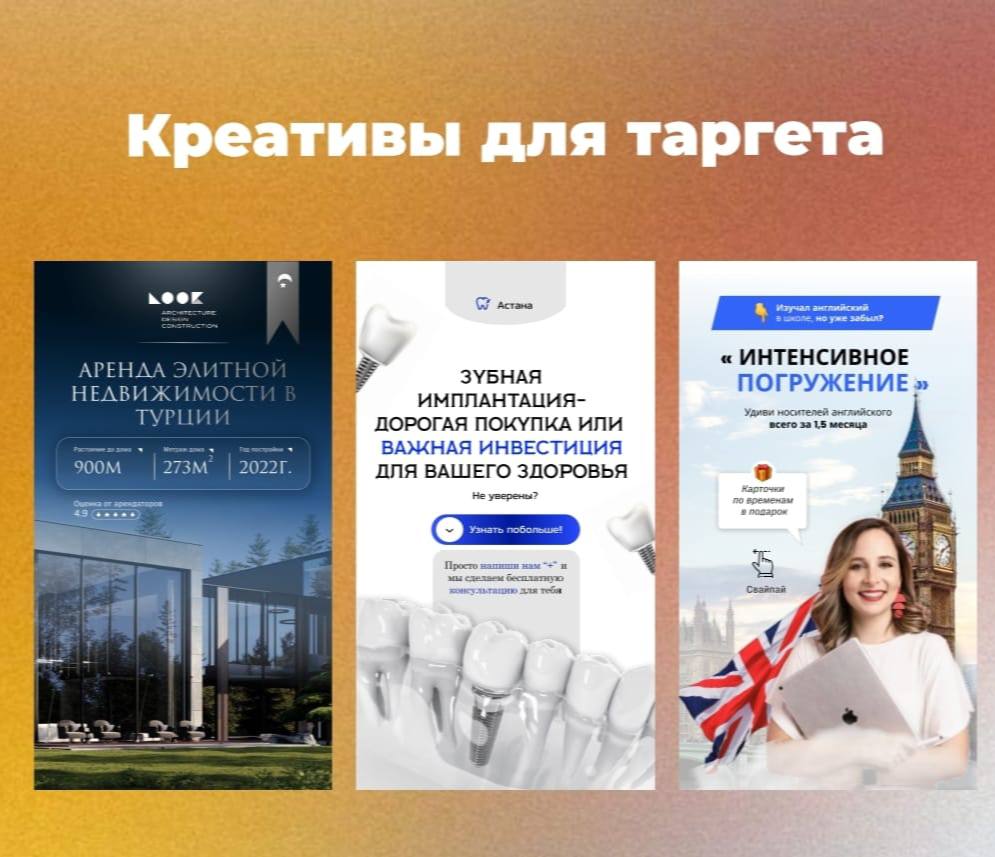 Креативы для таргета
LOOK
ARCHITECTURE
DESIGN
CONSTRUCTION
АРЕНДА ЭЛИТНОЙ
НЕДВИЖИМОСТИ В
ТУРЦИИ
Растояние до дома
Метраж дома
Год постройки
900М
273М²
2022Г.
Оценка от арендаторов
4.9
Астана
ЗУБНАЯ
ИМПЛАНТАЦИЯ-
ДОРОГАЯ ПОКУПКА ИЛИ
ВАЖНАЯ ИНВЕСТИЦИЯ
ДЛЯ ВАШЕГО ЗДОРОВЬЯ
Не уверены?
Узнать побольше!!
Просто напиши нам "+" и
мы сделаем бесплатную
консультацию для тебя
Изучал английский
в школе, но уже забыл?
« ИНТЕНСИВНОЕ
ПОГРУЖЕНИЕ »
Удиви носителей английского
всего за 1,5 месяца
Карточки
по временам
в подарок
Свайпай